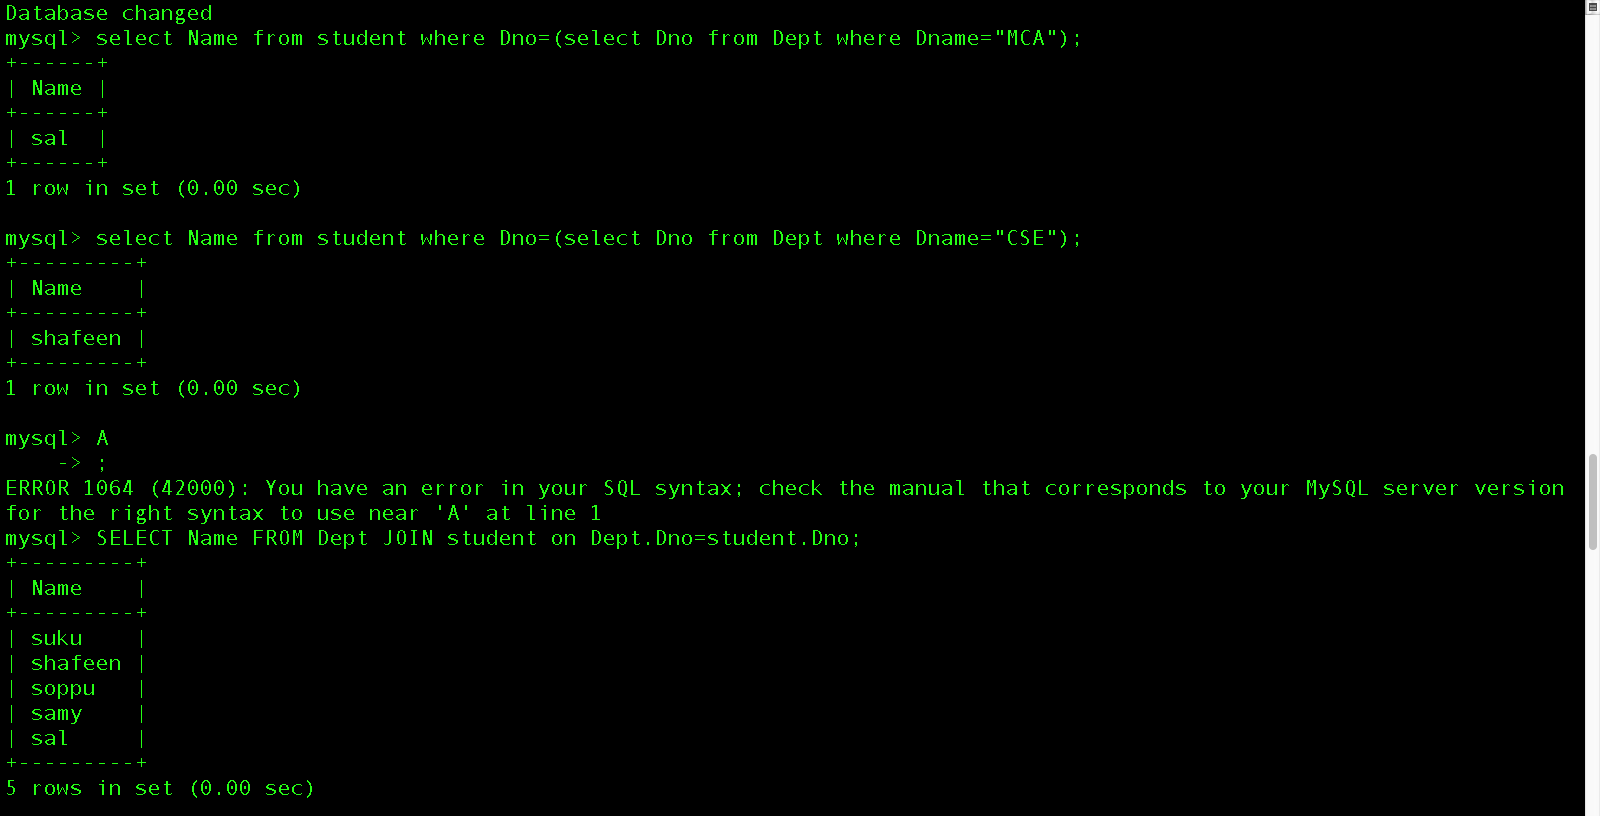 Database changed
mysql> select Name from student where Dno=(select Dno from Dept where Dname="MCA");
+------+
| Name |
+------+
| sal  |
+------+
1 row in set (0.00 sec)

mysql> select Name from student where Dno=(select Dno from Dept where Dname="CSE");
+---------+
| Name    |
+---------+
| shafeen |
+---------+
1 row in set (0.00 sec)

mysql> A
    -> ;
ERROR 1064 (42000): You have an error in your SQL syntax; check the manual that corresponds to your MySQL server version
for the right syntax to use near 'A' at line 1
mysql> SELECT Name FROM Dept JOIN student on Dept.Dno=student.Dno;
+---------+
| Name    |
+---------+
| suku    |
| shafeen |
| soppu   |
| samy    |
| sal     |
+---------+
5 rows in set (0.00 sec)